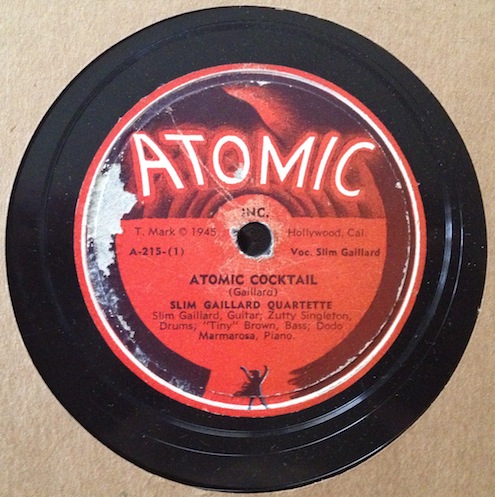 ATOMIC
INC.
T. Mark © 1945 Hollywood, Cal.
A-215-(1) Voc. Slim Gaillard
ATOMIC COCKTAIL
(Gaillard)
SLIM GAILLARD QUARTETTE
Slim Gaillard, Guitar; Zutty Singleton,
Drums; "Tiny" Brown, Bass; Dodo
Marmarosa, Piano.